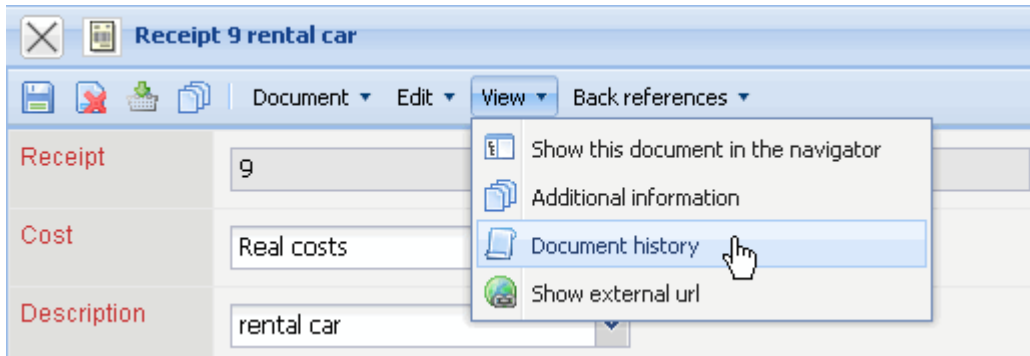 Receipt 9 rental car
Document Edit View Back references
Show this document in the navigator
Additional information
Document history
Show external url
Receipt 9
Cost Real costs
Description rental car